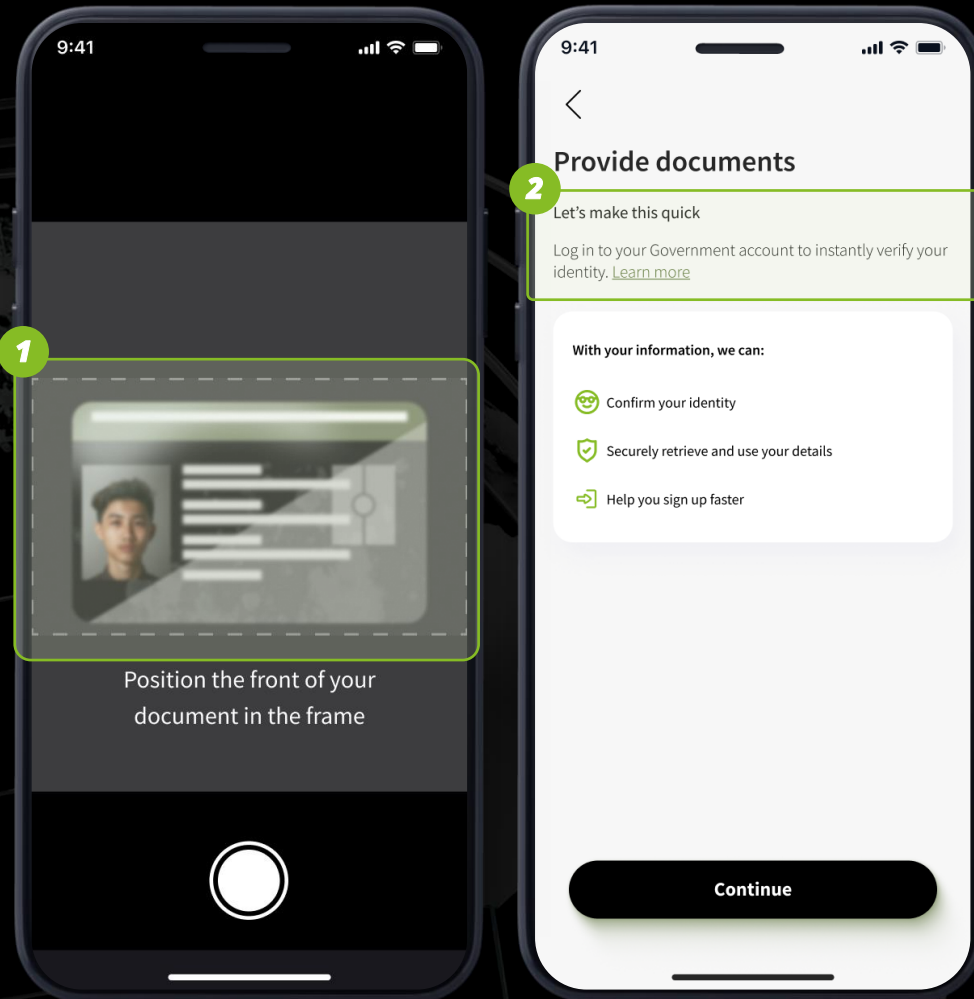 9:41
1
Position the front of your
document in the frame
9:41
Provide documents
2
Let’s make this quick
Log in to your Government account to instantly verify your
identity. Learn more
With your information, we can:
Confirm your identity
Securely retrieve and use your details
Help you sign up faster
Continue